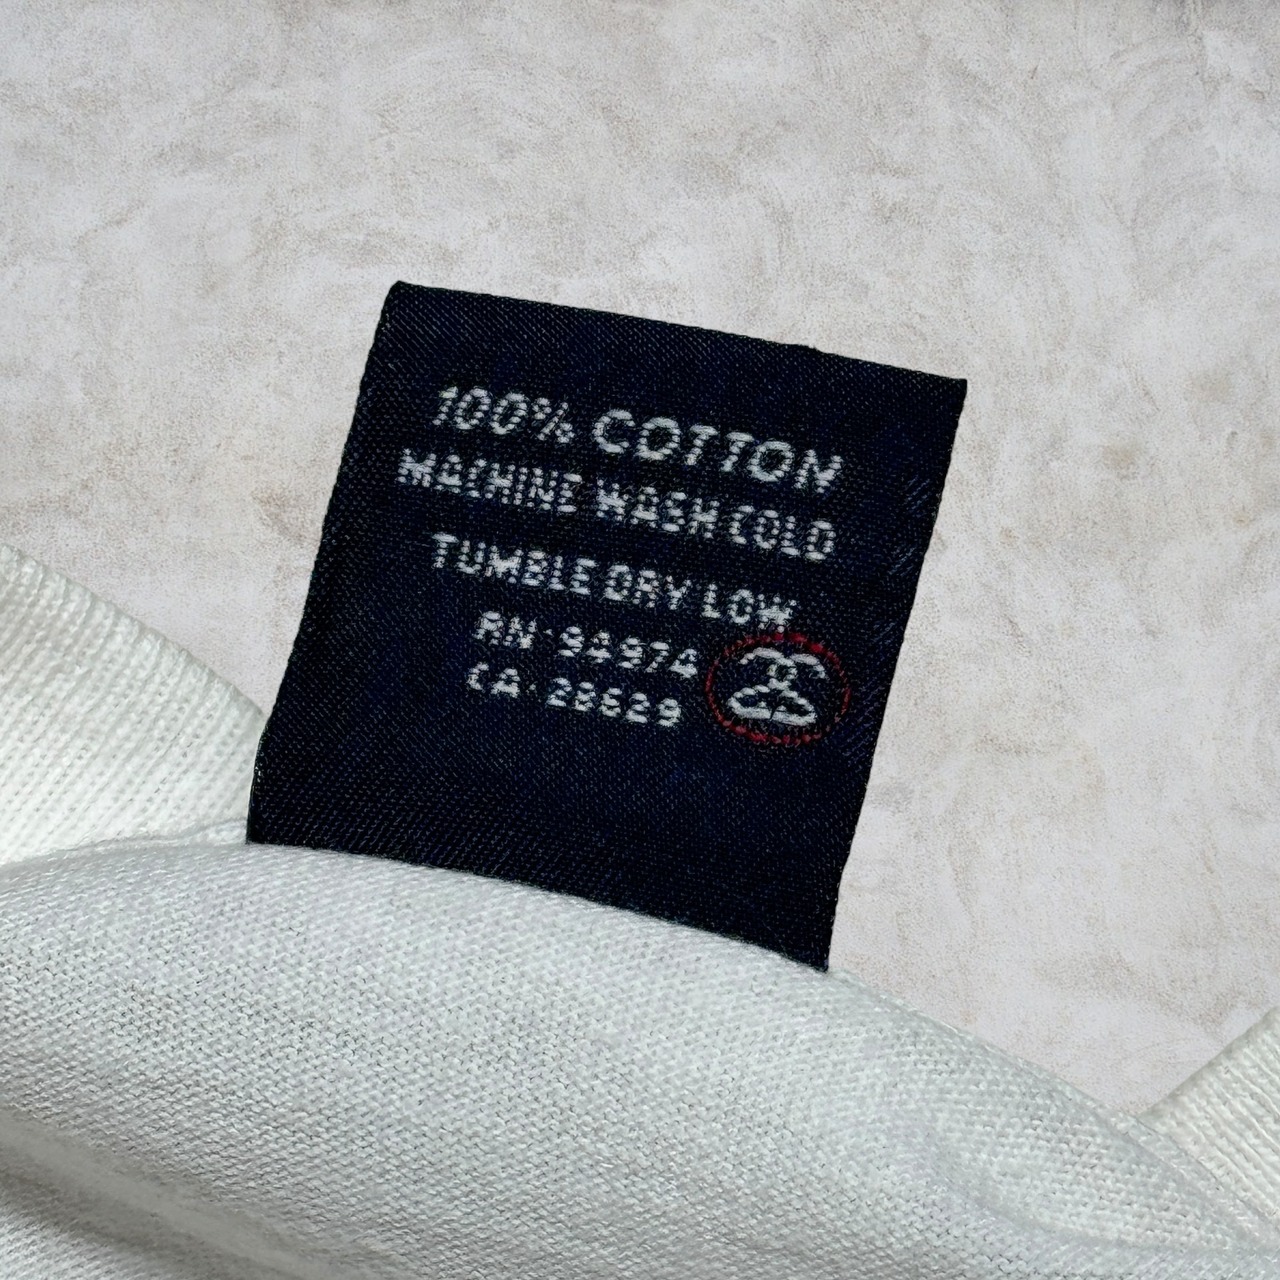 100% COTTON
MACHINE WASH COLD
TUMBLE DRY LOW
RN 94974
CA 28629